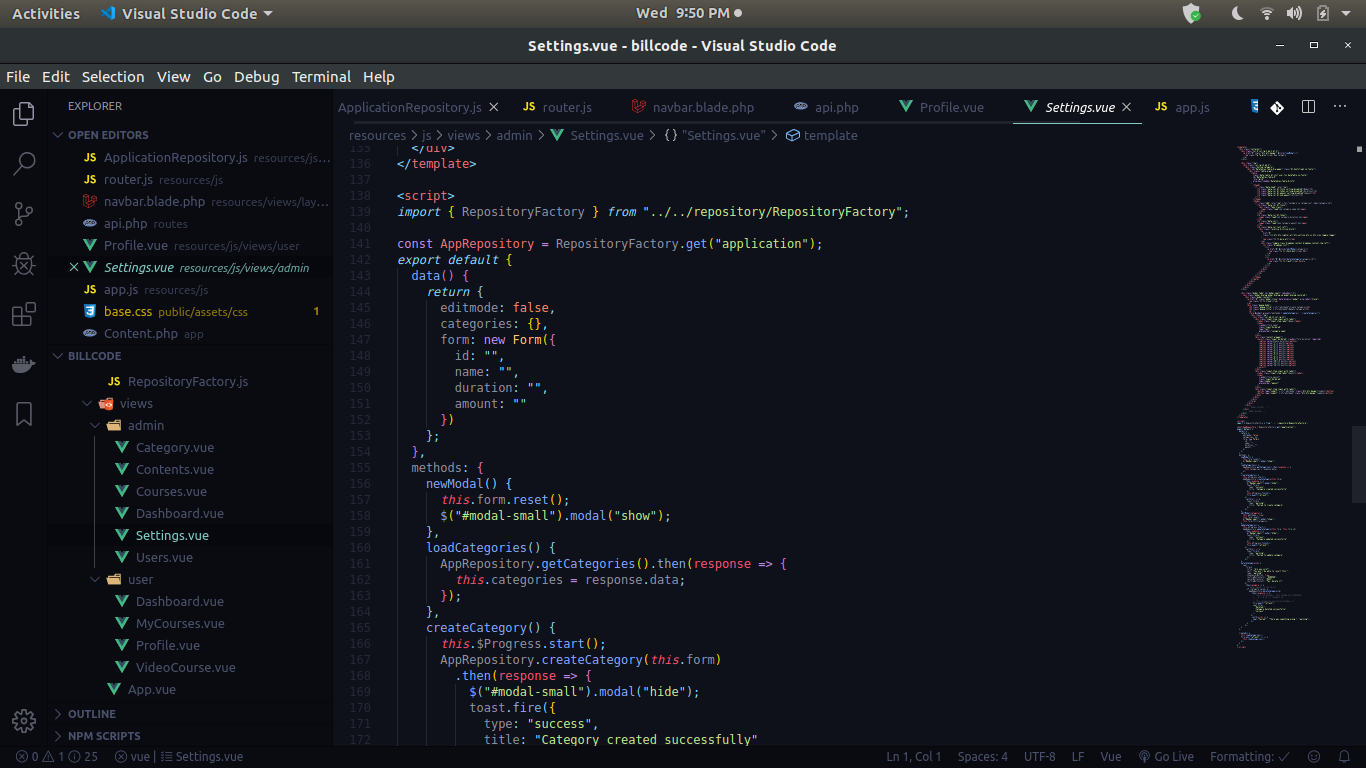 Activities Visual Studio Code Wed 9:50 PM
Settings.vue - billcode - Visual Studio Code
File Edit Selection View Go Debug Terminal Help
EXPLORER
OPEN EDITORS
JS ApplicationRepository.js resources/js...
JS router.js resources/js
navbar.blade.php resources/views/lay...
api.php routes
Profile.vue resources/js/views/user
Settings.vue resources/js/views/admin
JS app.js resources/js
base.css public/assets/css 1
Content.php app
BILLCODE
JS RepositoryFactory.js
views
admin
Category.vue
Contents.vue
Courses.vue
Dashboard.vue
Settings.vue
Users.vue
user
Dashboard.vue
MyCourses.vue
Profile.vue
VideoCourse.vue
App.vue
OUTLINE
NPM SCRIPTS
ApplicationRepository.js JS router.js navbar.blade.php api.php Profile.vue Settings.vue JS app.js
resources > js > views > admin > Settings.vue > {} "Settings.vue" > template
135 </div>
136 </template>
137
138 <script>
139 import { RepositoryFactory } from "../../repository/RepositoryFactory";
140
141 const AppRepository = RepositoryFactory.get("application");
142 export default {
143 data() {
144 return {
145 editmode: false,
146 categories: {},
147 form: new Form({
148 id: "",
149 name: "",
150 duration: "",
151 amount: ""
152 })
153 };
154 },
155 methods: {
156 newModal() {
157 this.form.reset();
158 $("#modal-small").modal("show");
159 },
160 loadCategories() {
161 AppRepository.getCategories().then(response => {
162 this.categories = response.data;
163 });
164 },
165 createCategory() {
166 this.$Progress.start();
167 AppRepository.createCategory(this.form)
168 .then(response => {
169 $("#modal-small").modal("hide");
170 toast.fire({
171 type: "success",
172 title: "Category created successfully"
0 1 25 vue | Settings.vue Ln 1, Col 1 Spaces: 4 UTF-8 LF Vue Go Live Formatting: ✓